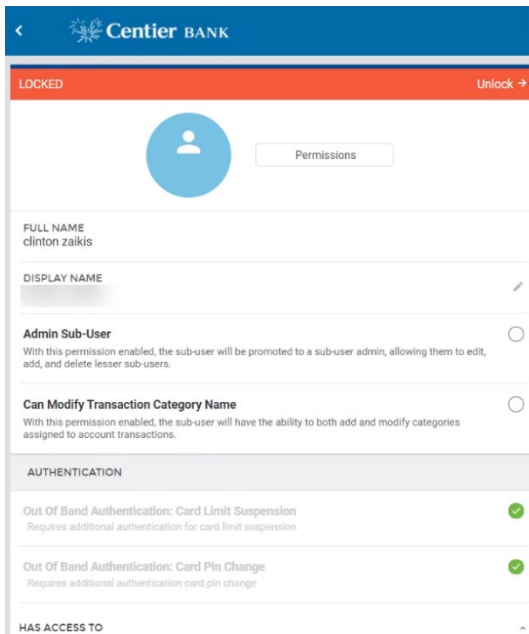 Centier BANK
LOCKED
Unlock →
Permissions
FULL NAME
clinton zaikis
DISPLAY NAME
Admin Sub-User
With this permission enabled, the sub-user will be promoted to a sub-user admin, allowing them to edit,
add, and delete lesser sub-users.
Can Modify Transaction Category Name
With this permission enabled, the sub-user will have the ability to both add and modify categories
assigned to account transactions.
AUTHENTICATION
Out Of Band Authentication: Card Limit Suspension
Requires additional authentication for card limit suspension
Out Of Band Authentication: Card Pin Change
Requires additional authentication card pin change
HAS ACCESS TO